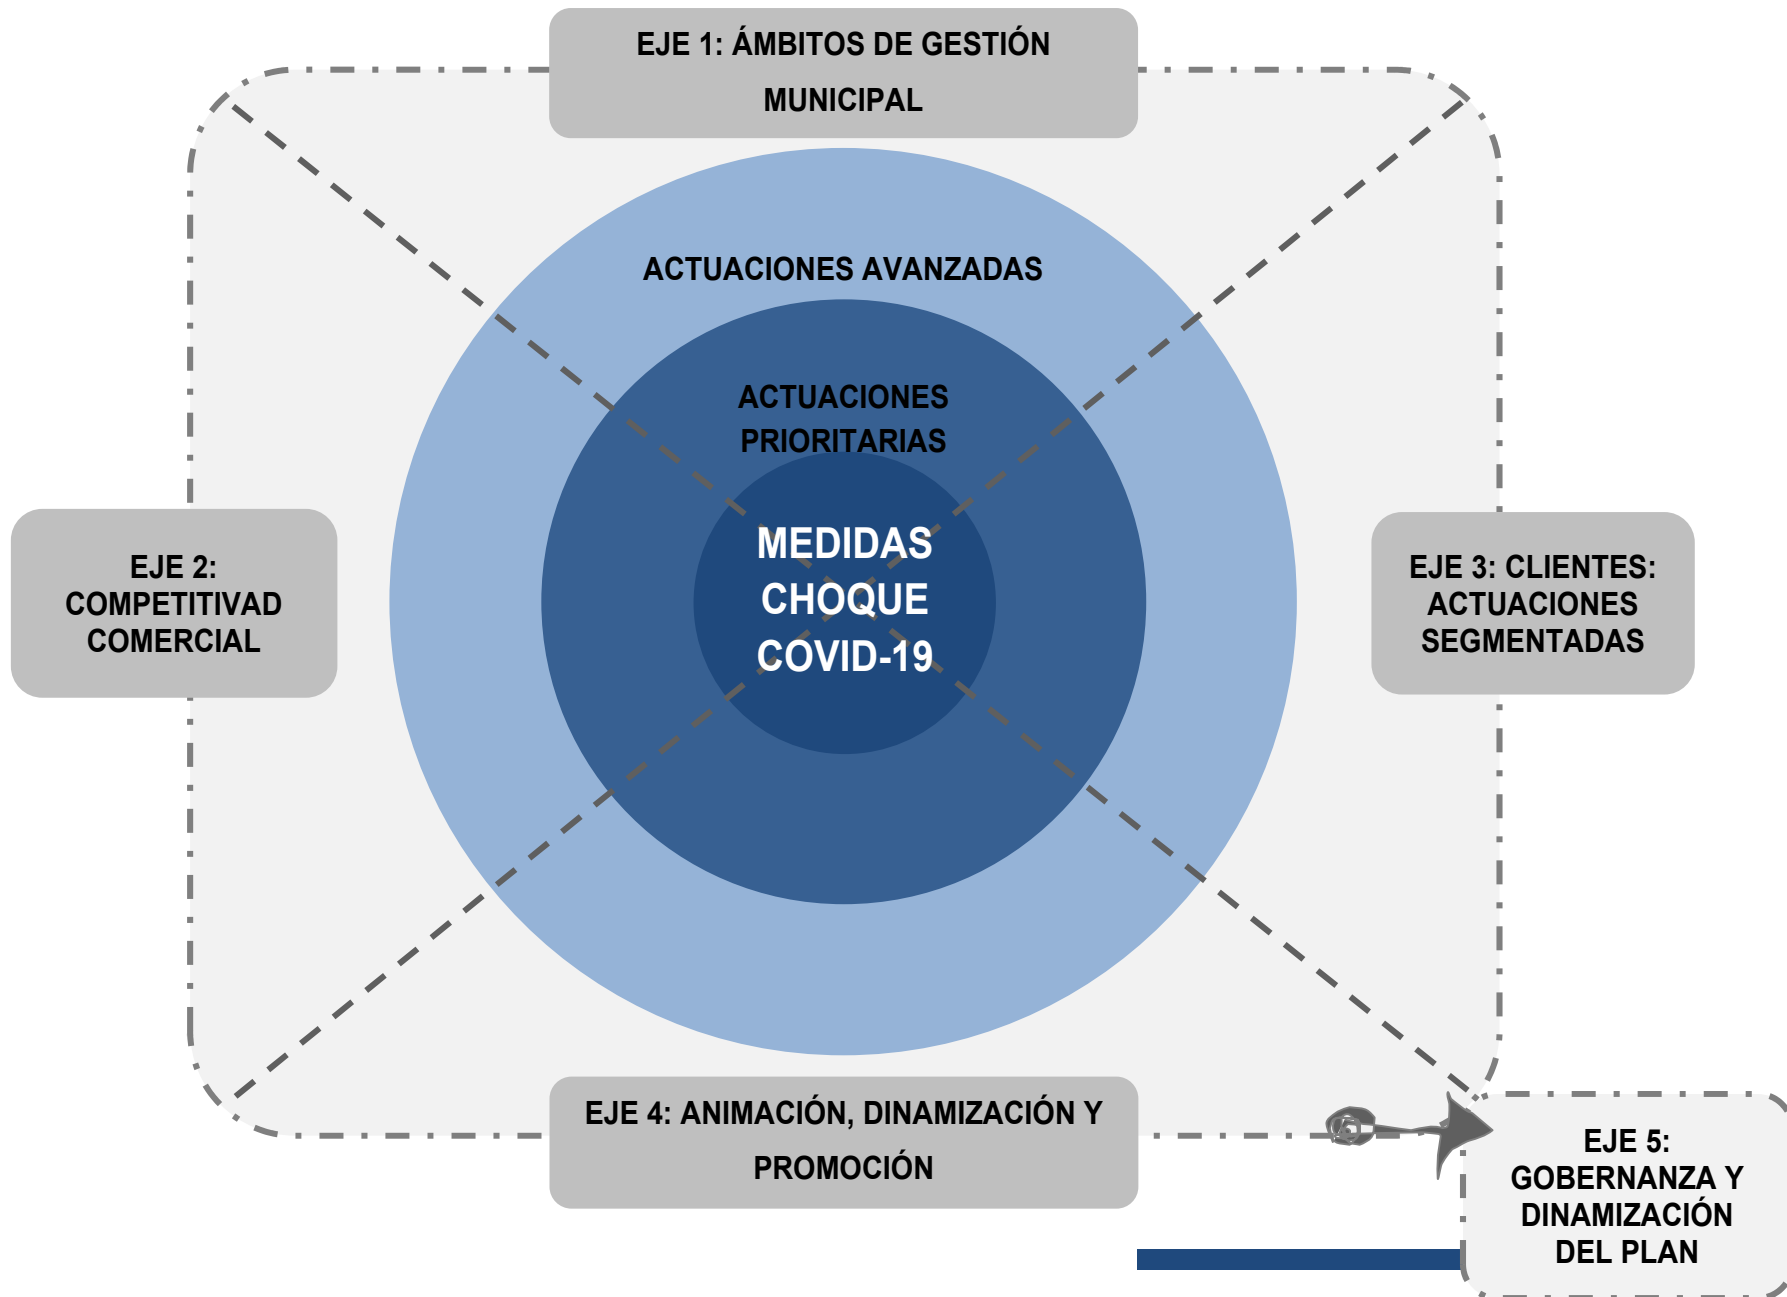 EJE 1: ÁMBITOS DE GESTIÓN
MUNICIPAL
ACTUACIONES AVANZADAS
ACTUACIONES
PRIORITARIAS
MEDIDAS
CHOQUE
COVID-19
EJE 2:
COMPETITIVAD
COMERCIAL
EJE 3: CLIENTES:
ACTUACIONES
SEGMENTADAS
EJE 4: ANIMACIÓN, DINAMIZACIÓN Y
PROMOCIÓN
EJE 5:
GOBERNANZA Y
DINAMIZACIÓN
DEL PLAN